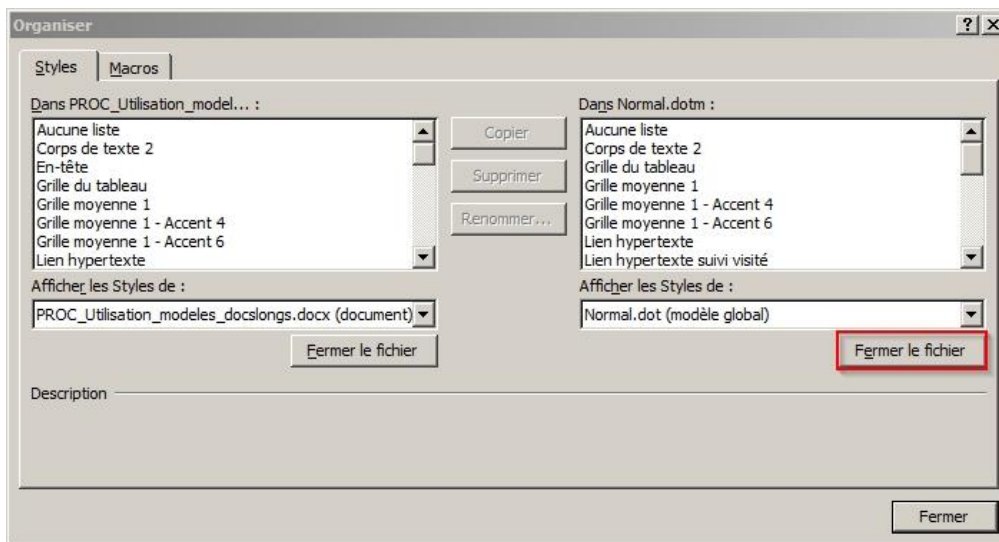 Organiser
Styles
Macros
Dans PROC_Utilisation_model... :
Aucune liste
Corps de texte 2
En-tête
Grille du tableau
Grille moyenne 1
Grille moyenne 1 - Accent 4
Grille moyenne 1 - Accent 6
Lien hypertexte
Afficher les Styles de :
PROC_Utilisation_modeles_docslongs.docx (document)
Fermer le fichier
Copier
Supprimer
Renommer...
Dans Normal.dotm :
Aucune liste
Corps de texte 2
Grille du tableau
Grille moyenne 1
Grille moyenne 1 - Accent 4
Grille moyenne 1 - Accent 6
Lien hypertexte
Lien hypertexte suivi visité
Afficher les Styles de :
Normal.dot (modèle global)
Fermer le fichier
Description
Fermer